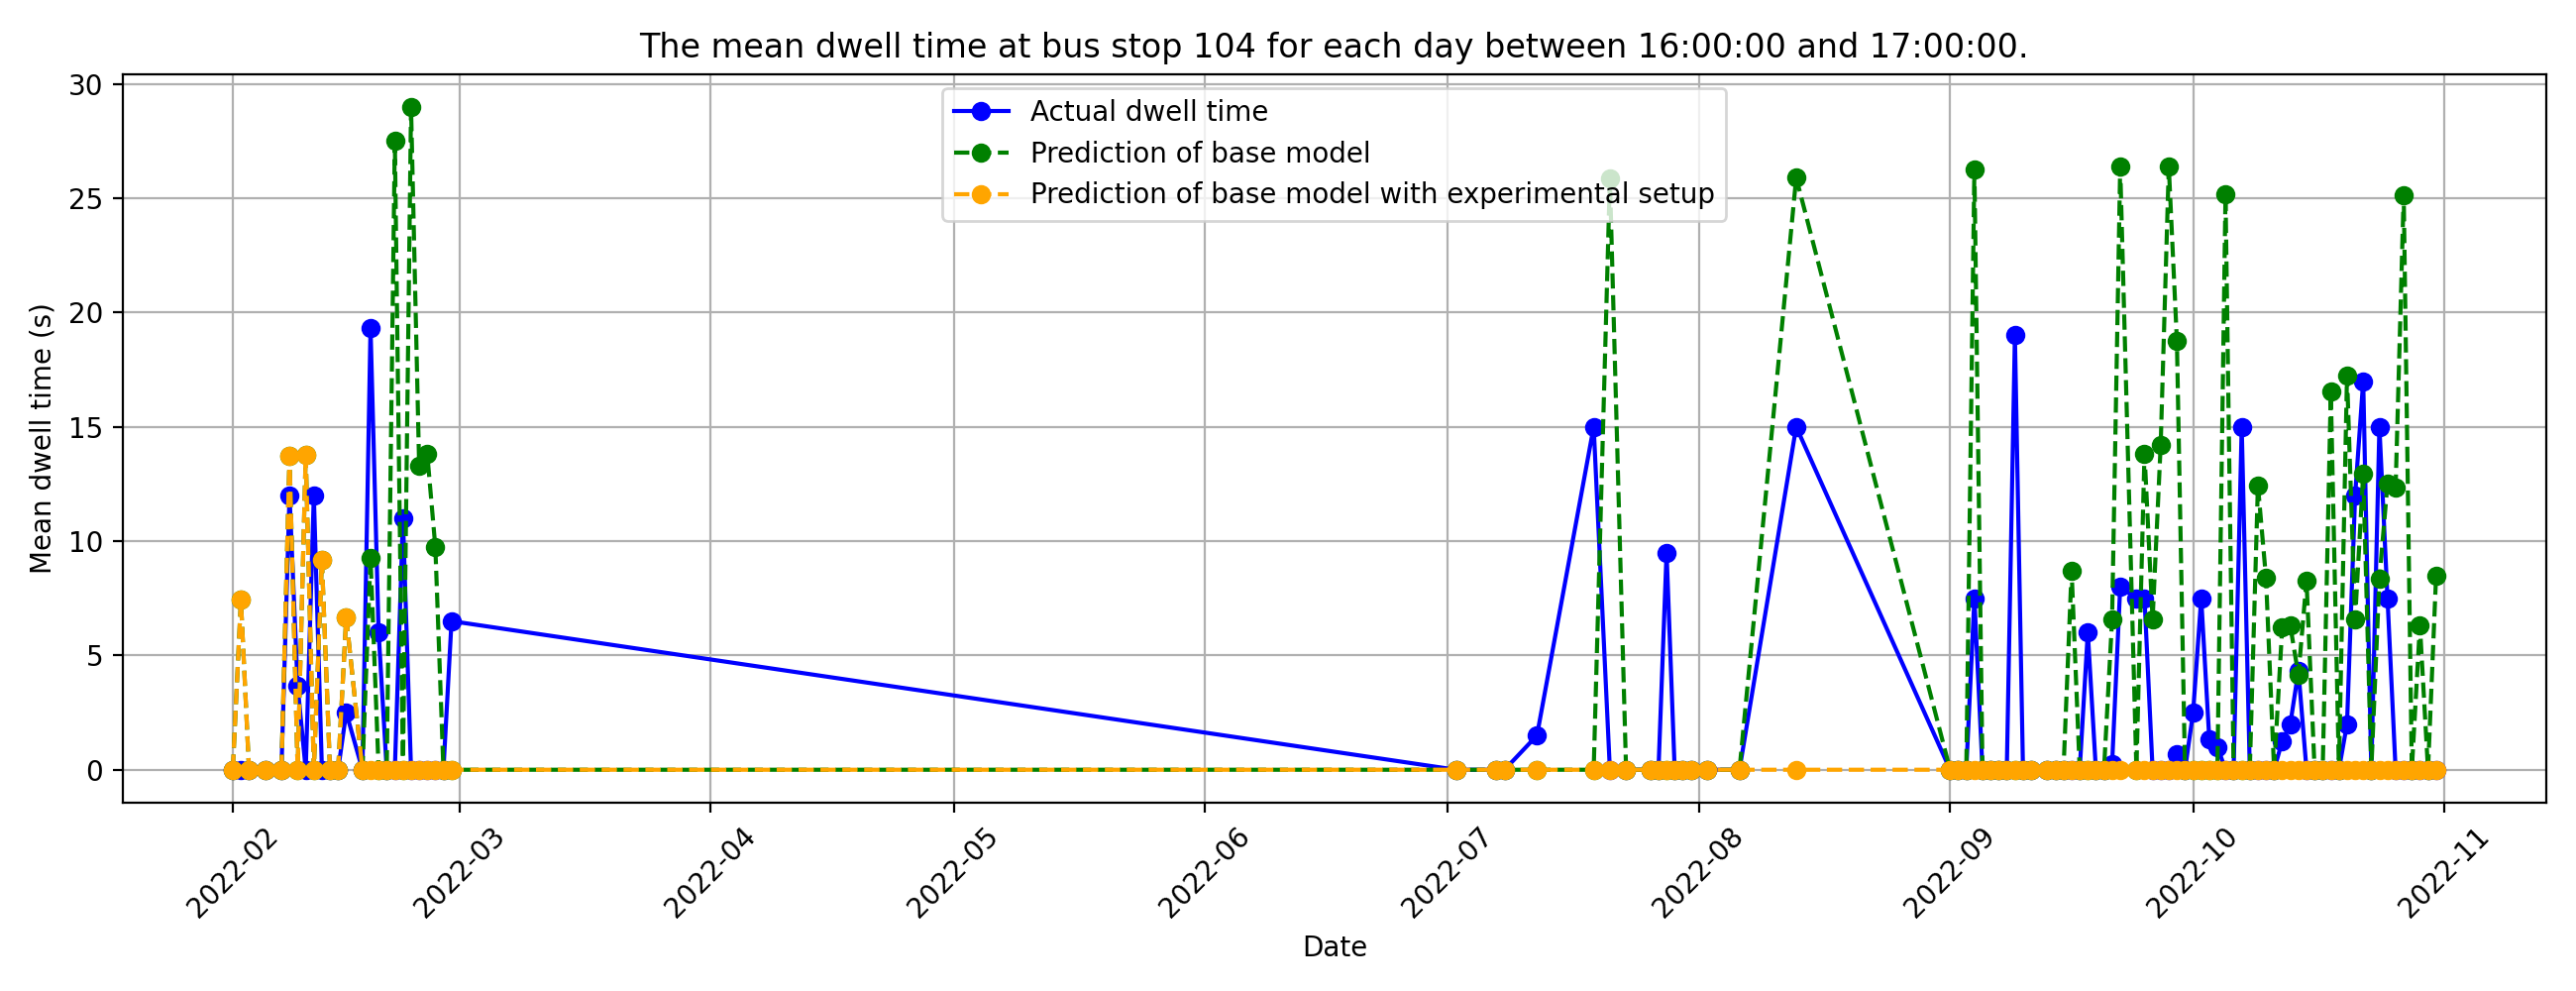 The mean dwell time at bus stop 104 for each day between 16:00:00 and 17:00:00.
30
25
20
15
10
5
0
Mean dwell time (s)
Actual dwell time
Prediction of base model
Prediction of base model with experimental setup
2022-02
2022-03
2022-04
2022-05
2022-06
2022-07
2022-08
2022-09
2022-10
2022-11
Date